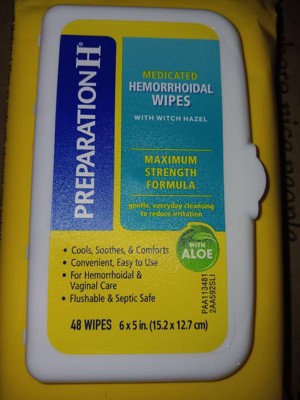 PREPARATION H®
MEDICATED
HEMORRHOIDAL
WIPES
WITH WITCH HAZEL
MAXIMUM
STRENGTH
FORMULA
gentle, everyday cleansing
to reduce irritation
WITH
ALOE
• Cools, Soothes, & Comforts
• Convenient, Easy to Use
• For Hemorrhoidal &
Vaginal Care
• Flushable & Septic Safe
48 WIPES 6 x 5 in. (15.2 x 12.7 cm)
PAA113481
2AA592SLI